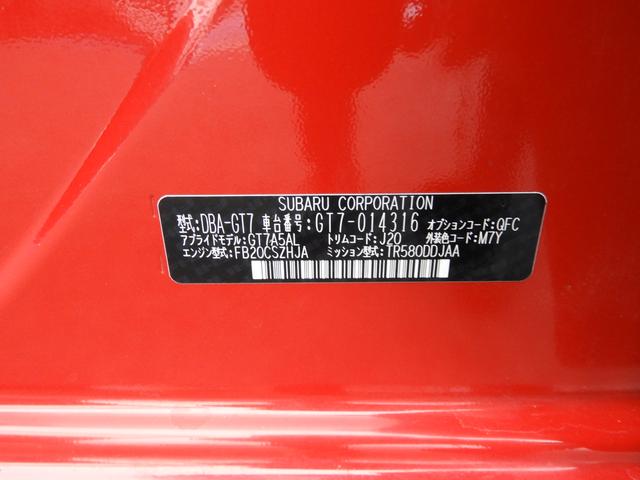 SUBARU CORPORATION
型式:DBA-GT7 車台番号:GT7-014316 オプションコード:QFC
アプライドモデル:GT7A5AL トリムコード:J20 外装色コード:M7Y
エンジン型式:FB20CSZHJA ミッション型式:TR580DDJAA